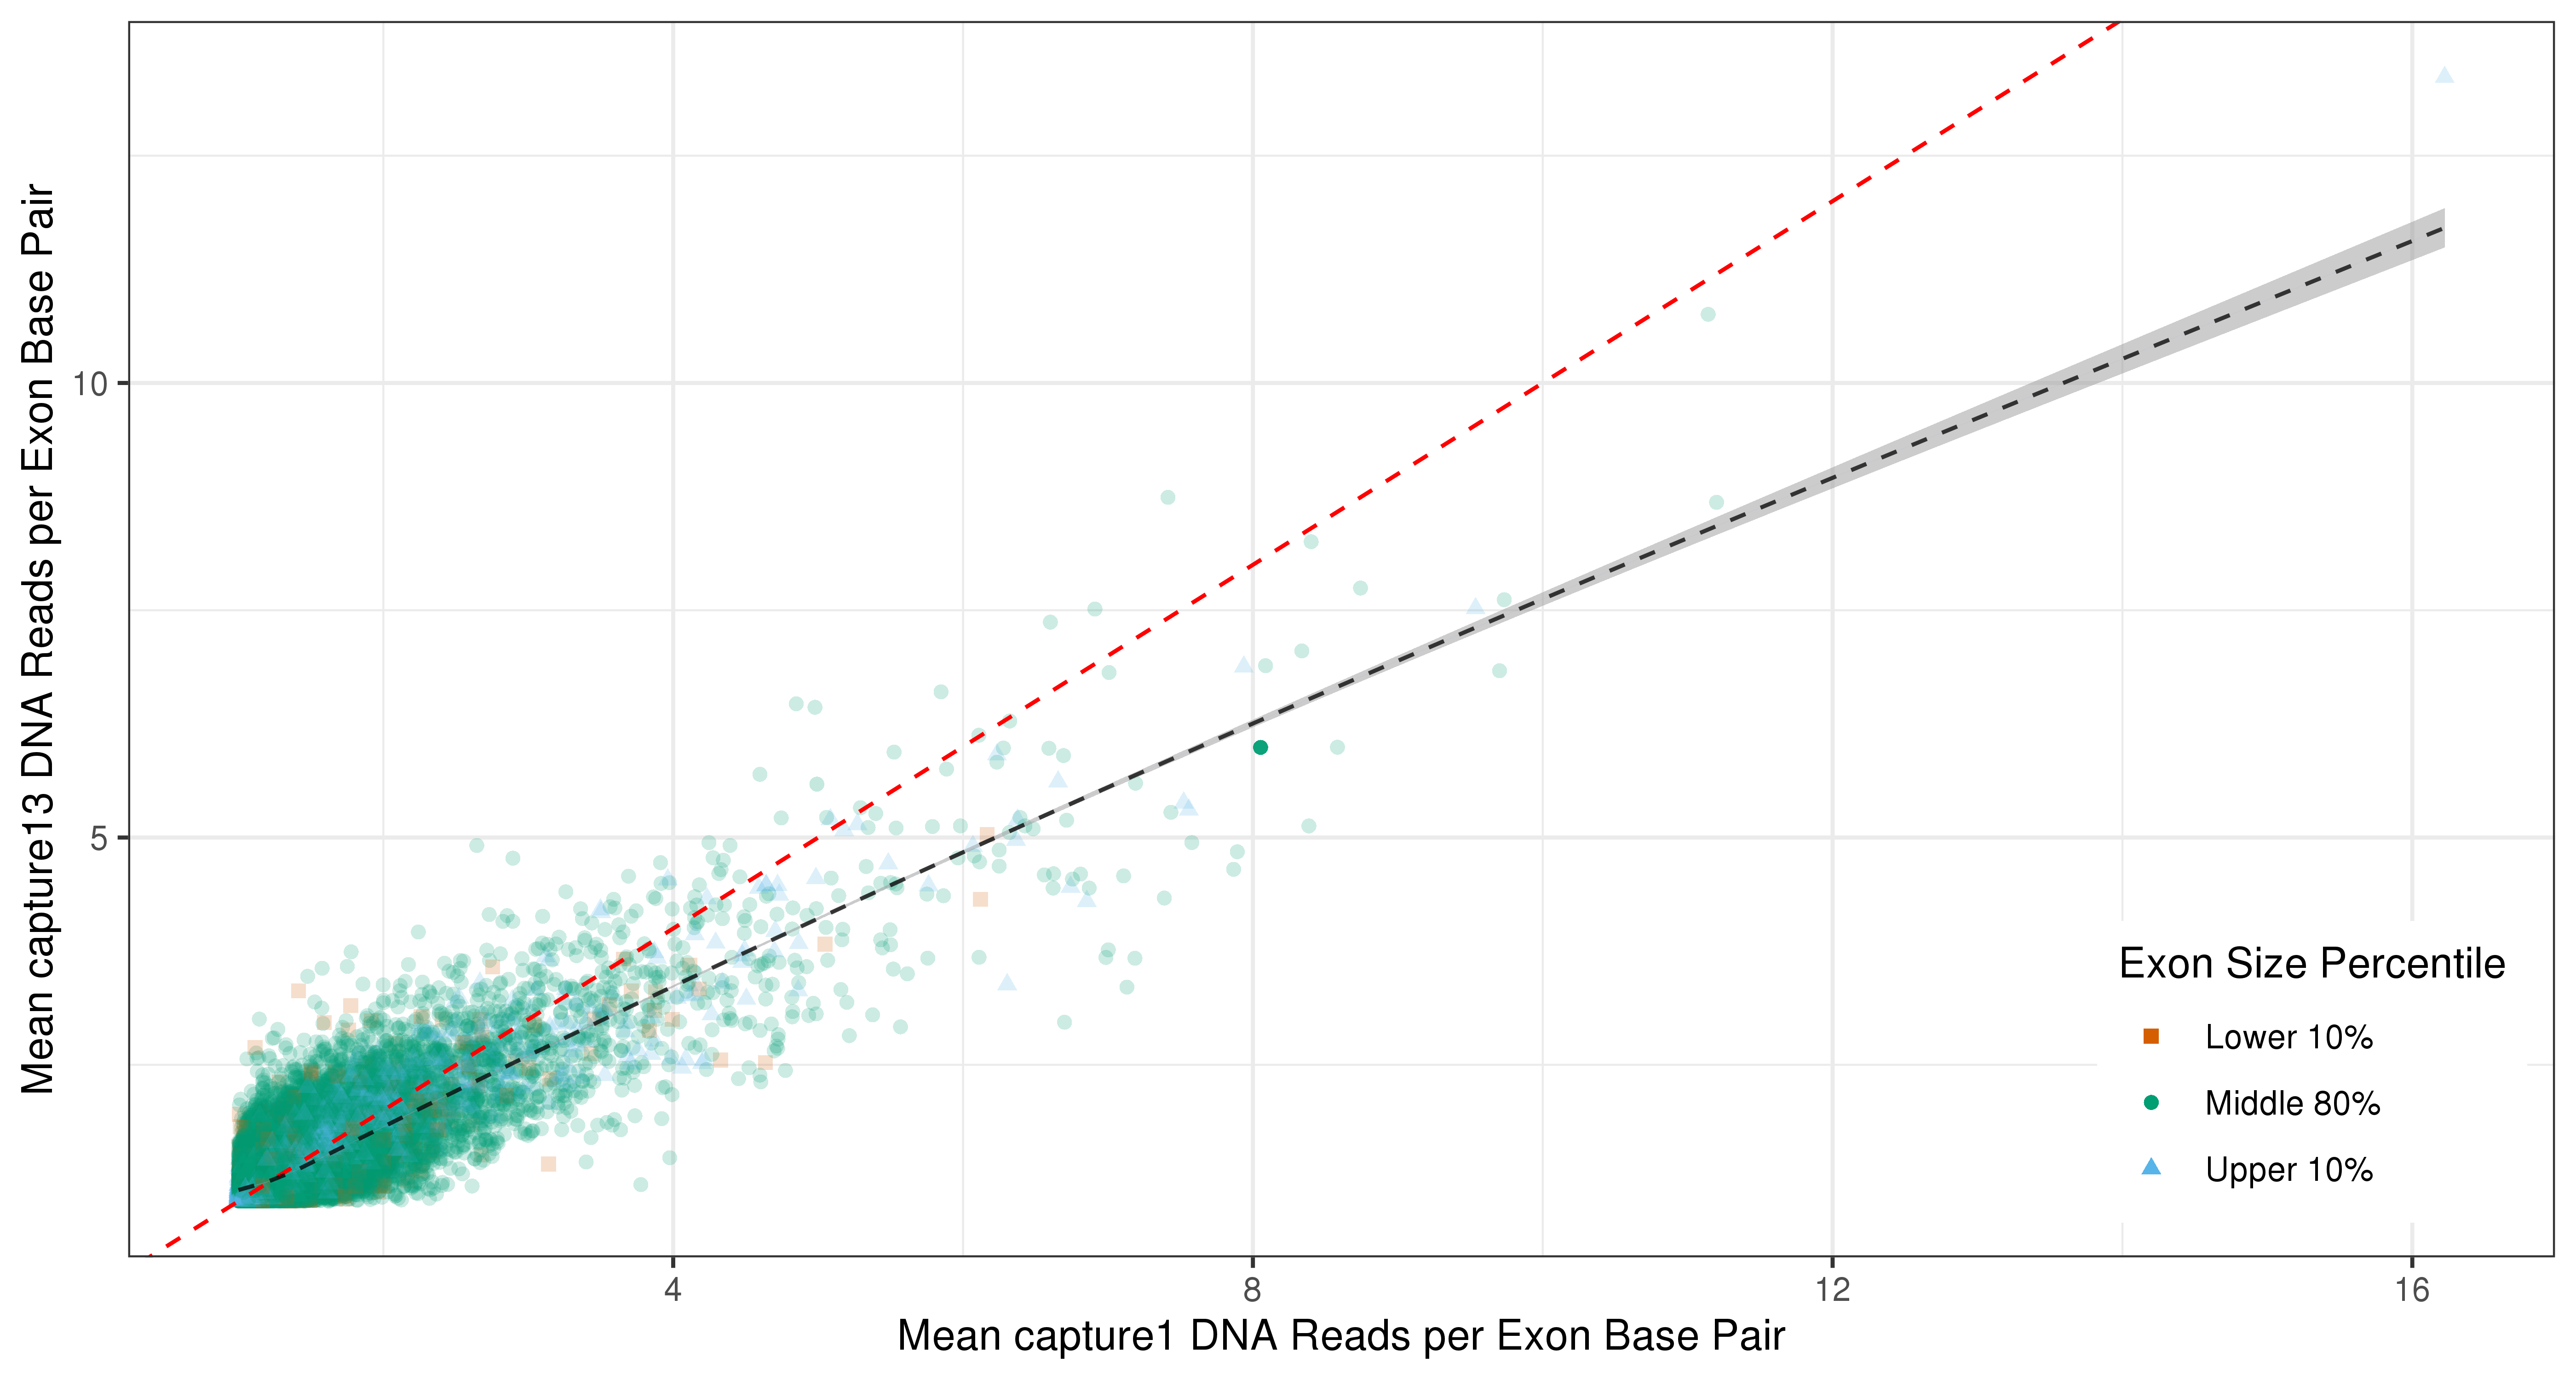 Mean capture13 DNA Reads per Exon Base Pair
10
5
4
8
12
16
Mean capture1 DNA Reads per Exon Base Pair
Exon Size Percentile
Lower 10%
Middle 80%
Upper 10%